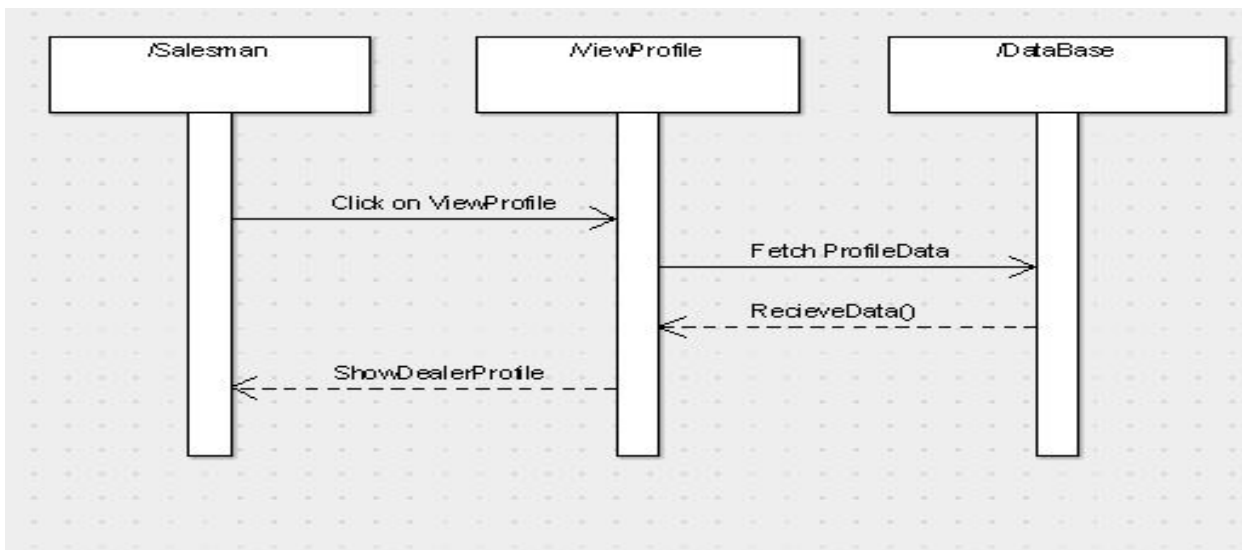 /Salesman
/ViewProfile
/DataBase
Click on ViewProfile
Fetch ProfileData
RecieveData()
ShowDealerProfile